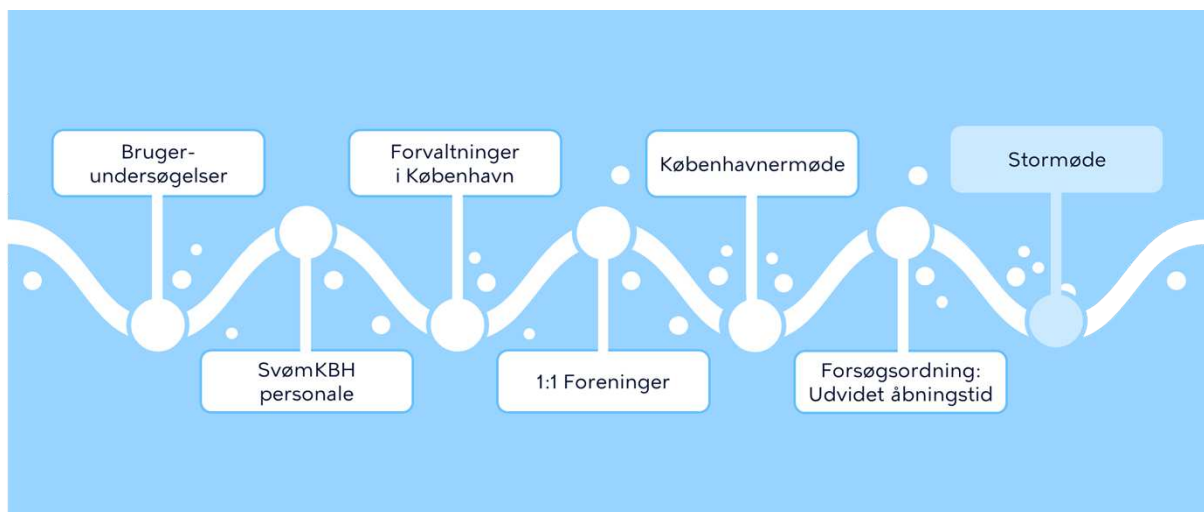 Bruger-
undersøgelser
SvømKBH
personale
Forvaltninger
i København
1:1 Foreninger
Københavnermøde
Forsøgsordning:
Udvidet åbningstid
Stormøde